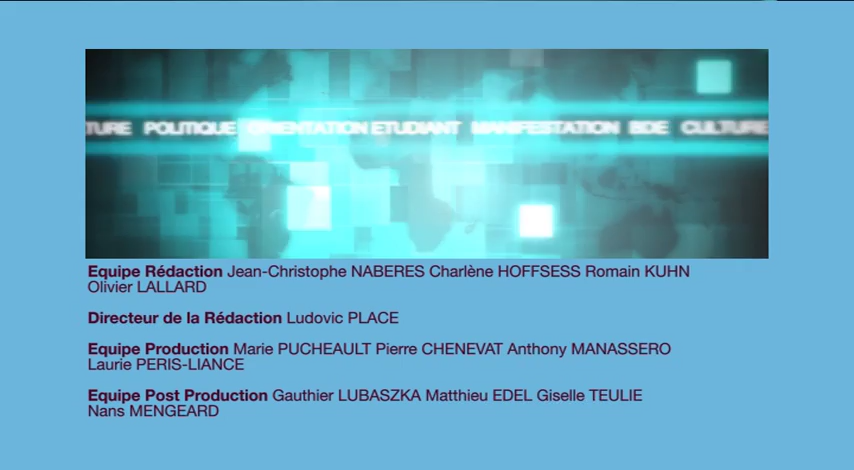 TURE POLITIQUE ORIENTATION ETUDIANT MANIFESTATION BDE CULTURE
Equipe Rédaction Jean-Christophe NABERES Charlène HOFFSESS Romain KUHN
Olivier LALLARD
Directeur de la Rédaction Ludovic PLACE
Equipe Production Marie PUCHEAULT Pierre CHENEVAT Anthony MANASSERO
Laurie PERIS-LIANCE
Equipe Post Production Gauthier LUBASZKA Matthieu EDEL Giselle TEULIE
Nans MENGEARD